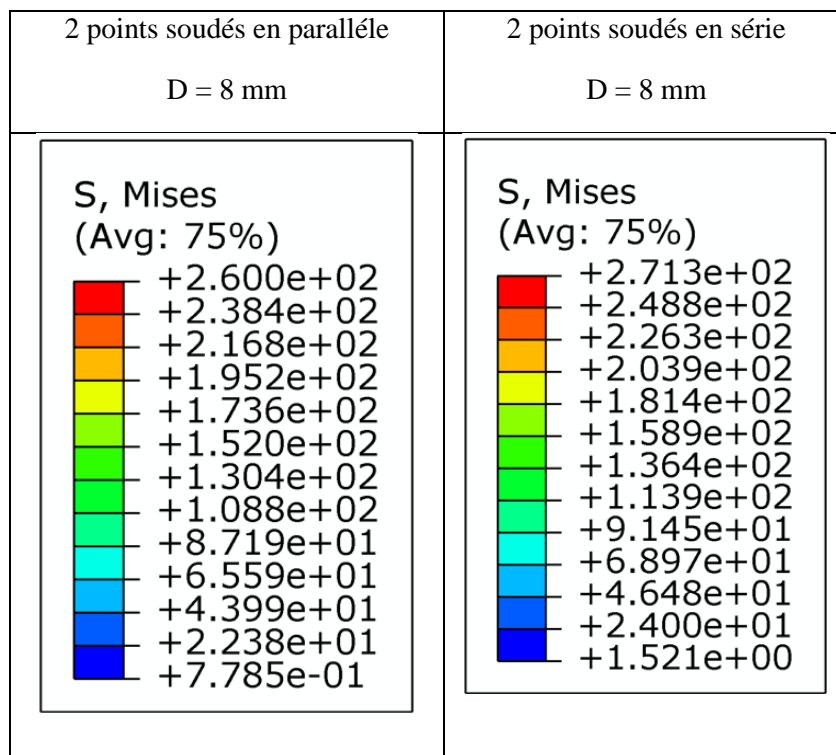 2 points soudés en paralléle
D = 8 mm
2 points soudés en série
D = 8 mm
S, Mises
(Avg: 75%)
+2.600e+02
+2.384e+02
+2.168e+02
+1.952e+02
+1.736e+02
+1.520e+02
+1.304e+02
+1.088e+02
+8.719e+01
+6.559e+01
+4.399e+01
+2.238e+01
+7.785e-01
S, Mises
(Avg: 75%)
+2.713e+02
+2.488e+02
+2.263e+02
+2.039e+02
+1.814e+02
+1.589e+02
+1.364e+02
+1.139e+02
+9.145e+01
+6.897e+01
+4.648e+01
+2.400e+01
+1.521e+00